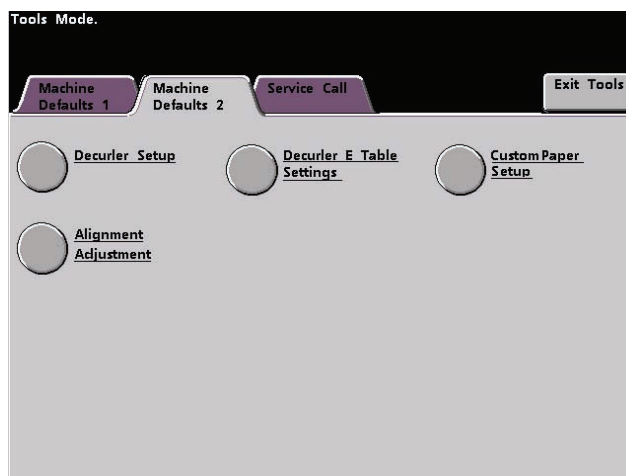 Tools Mode.
Machine
Defaults 1
Machine
Defaults 2
Service Call
Exit Tools
Decurler Setup
Decurler E Table
Settings
Custom Paper
Setup
Alignment
Adjustment